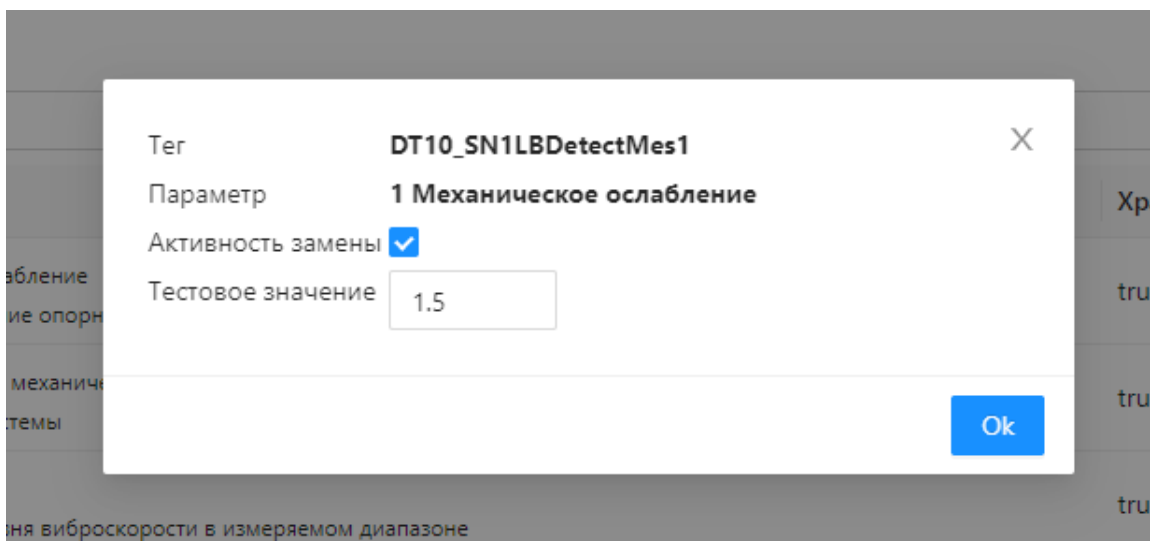 Тег DT10_SN1LBDetectMes1 X
Параметр 1 Механическое ослабление
Хр
Активность замены
абление
Тестовое значение 1.5
tru
ие опорн
механиче
tru
стемы
Ok
tru
ня виброскорости в измеряемом диапазоне